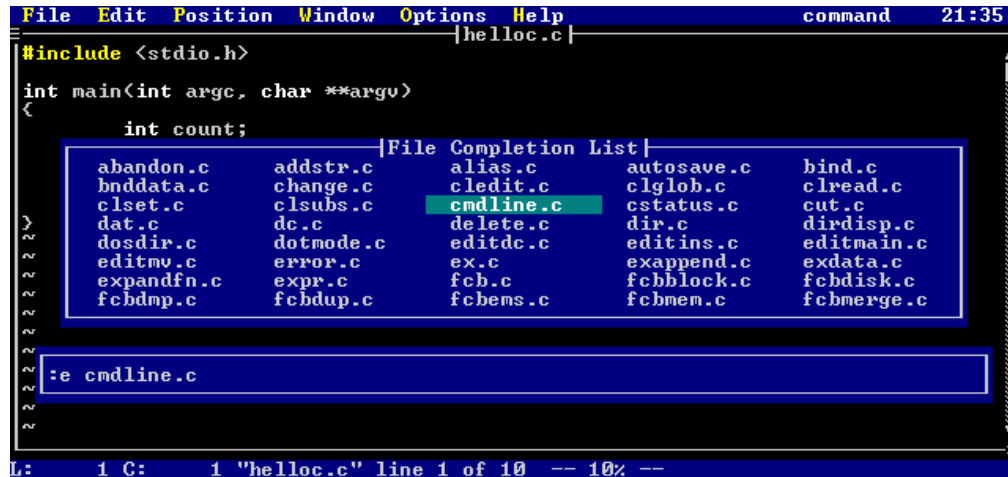 File Edit Position Window Options Help command 21:35
helloc.c
#include <stdio.h>
int main(int argc, char **argv)
{
int count;
File Completion List
abandon.c addstr.c alias.c autosave.c bind.c
bnddata.c change.c cledit.c clglob.c clread.c
clset.c clsubs.c cmdline.c cstatus.c cut.c
} dat.c dc.c delete.c dir.c dirdisp.c
~ dosdir.c dotmode.c editdc.c editins.c editmain.c
~ editmv.c error.c ex.c exappend.c exdata.c
~ expandfn.c expr.c fcb.c fcbblock.c fcbdisk.c
~ fcbdmp.c fcbdup.c fcbems.c fcbmem.c fcbmerge.c
~
~
~
~ :e cmdline.c
~
~
~
L: 1 C: 1 "helloc.c" line 1 of 10 -- 10% --